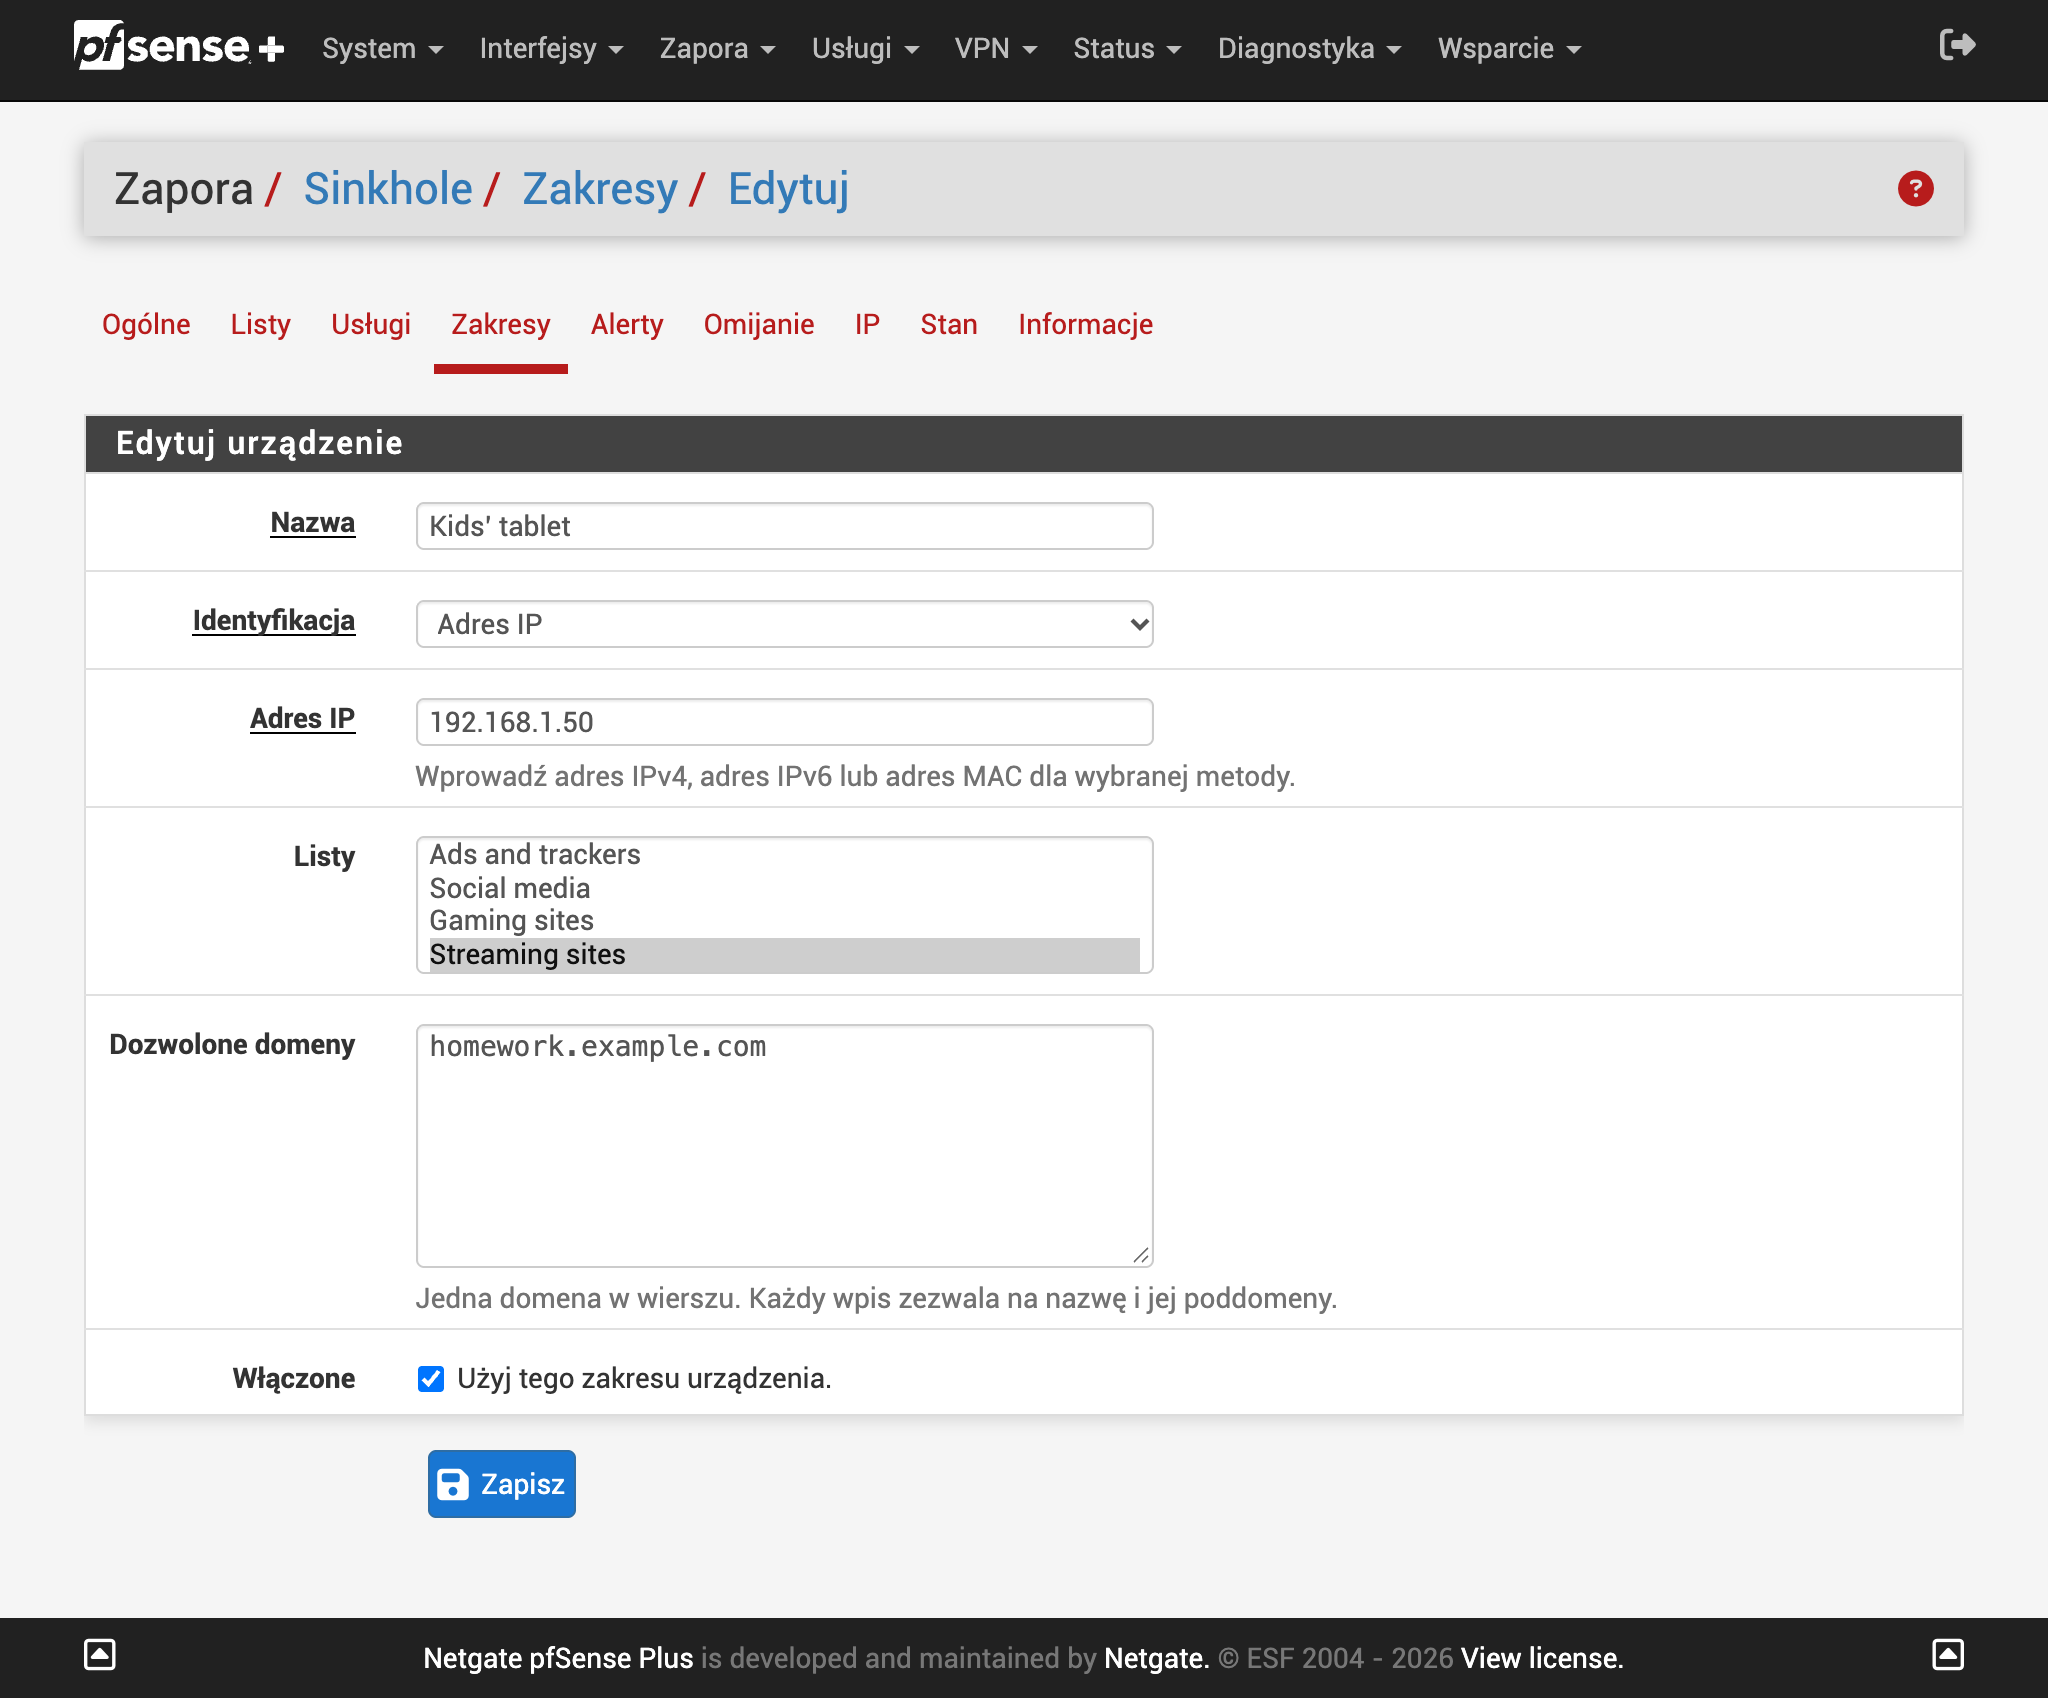 pfsense+ System Interfejsy Zapora Usługi VPN Status Diagnostyka Wsparcie
Zapora / Sinkhole / Zakresy / Edytuj
Ogólne Listy Usługi Zakresy Alerty Omijanie IP Stan Informacje
Edytuj urządzenie
Nazwa Kids' tablet
Identyfikacja Adres IP
Adres IP 192.168.1.50
Wprowadź adres IPv4, adres IPv6 lub adres MAC dla wybranej metody.
Listy Ads and trackers
Social media
Gaming sites
Streaming sites
Dozwolone domeny homework.example.com
Jedna domena w wierszu. Każdy wpis zezwala na nazwę i jej poddomeny.
Włączone Użyj tego zakresu urządzenia.
Zapisz
Netgate pfSense Plus is developed and maintained by Netgate. © ESF 2004 - 2026 View license.